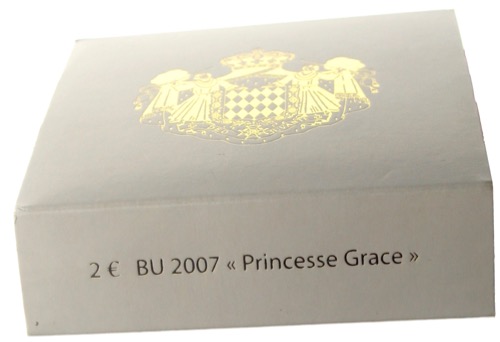 2 € BU 2007 « Princesse Grace »